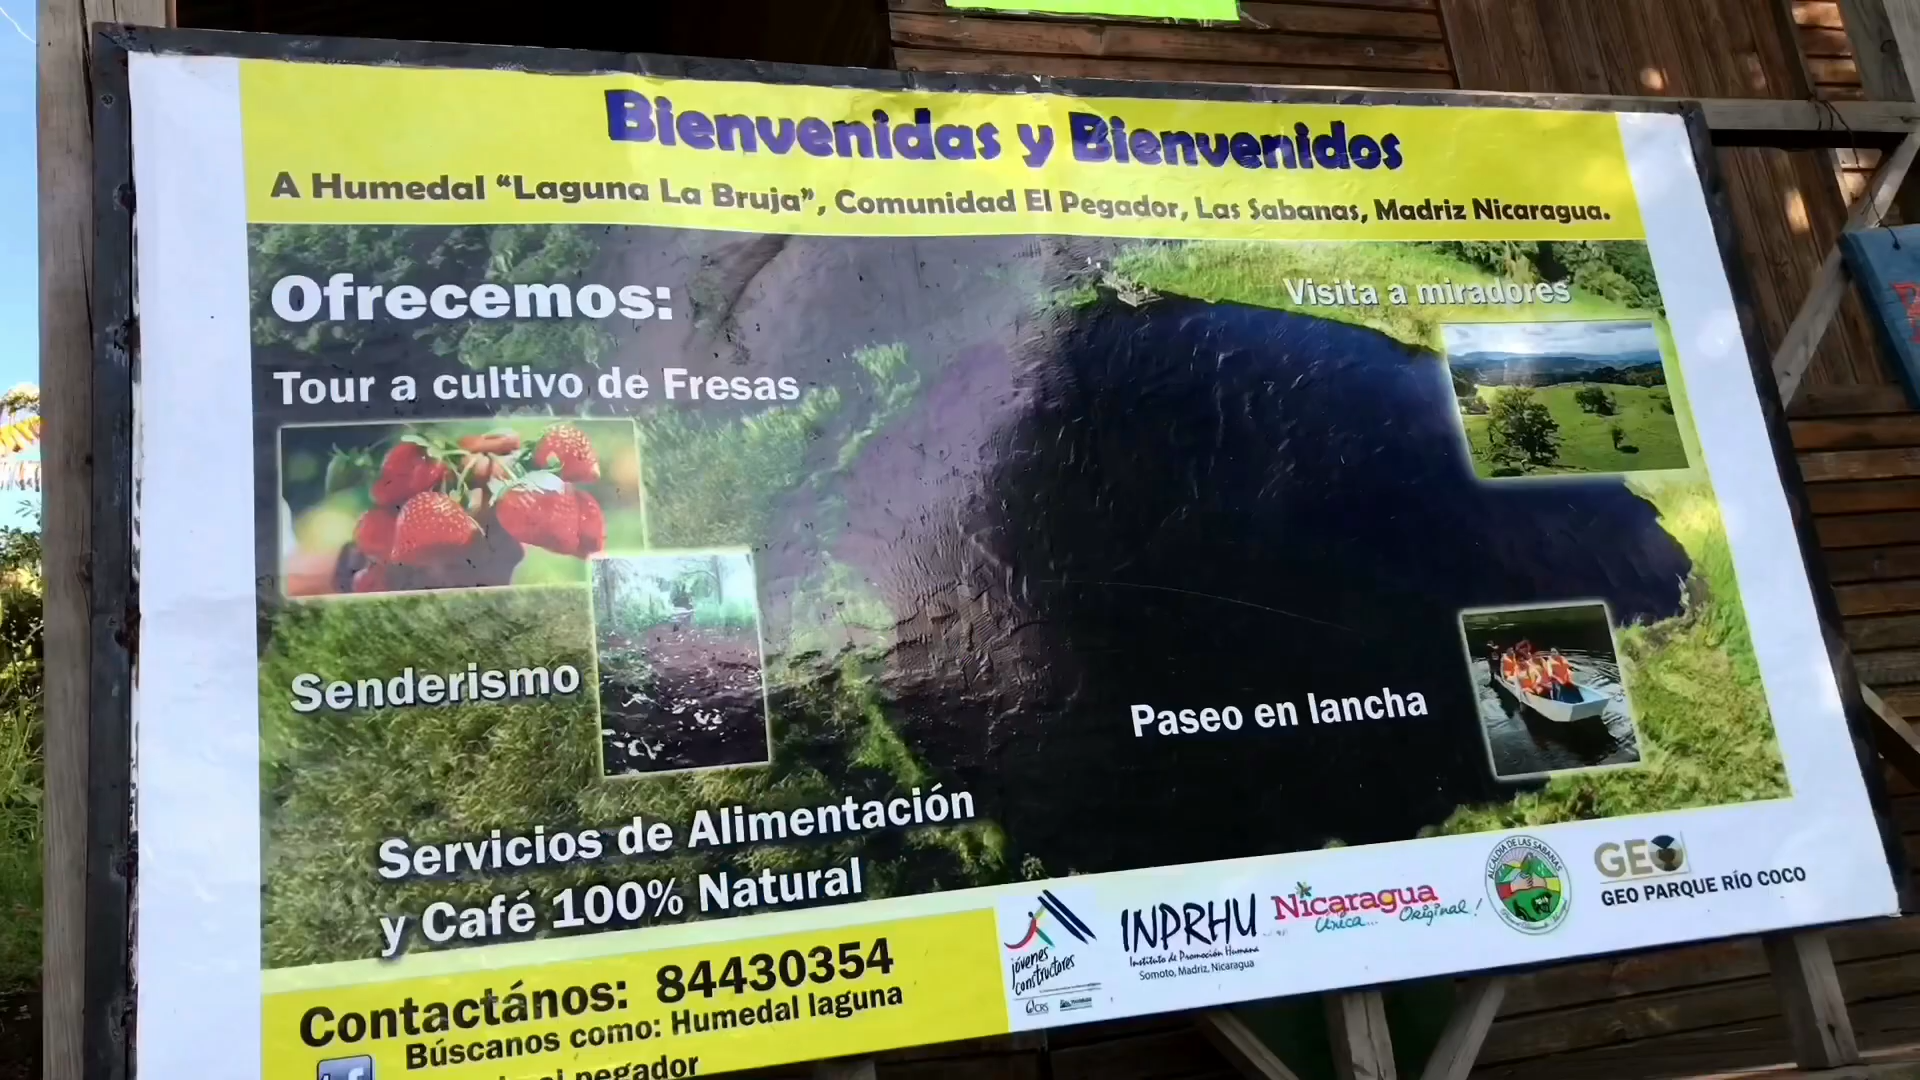 Bienvenidas y Bienvenidos
A Humedal “Laguna La Bruja”, Comunidad El Pegador, Las Sabanas, Madriz Nicaragua.
Ofrecemos:
Tour a cultivo de Fresas
Visita a miradores
Senderismo
Paseo en lancha
Servicios de Alimentación
y Café 100% Natural
Contactános: 84430354
Búscanos como: Humedal laguna
pegador
jóvenes
constructores
CRS
INPRHU
Instituto de Promoción Humana
Somoto, Madriz, Nicaragua
Nicaragua
Única... Original!
ALCALDIA DE LAS SABANAS
GEO
GEO PARQUE RÍO COCO